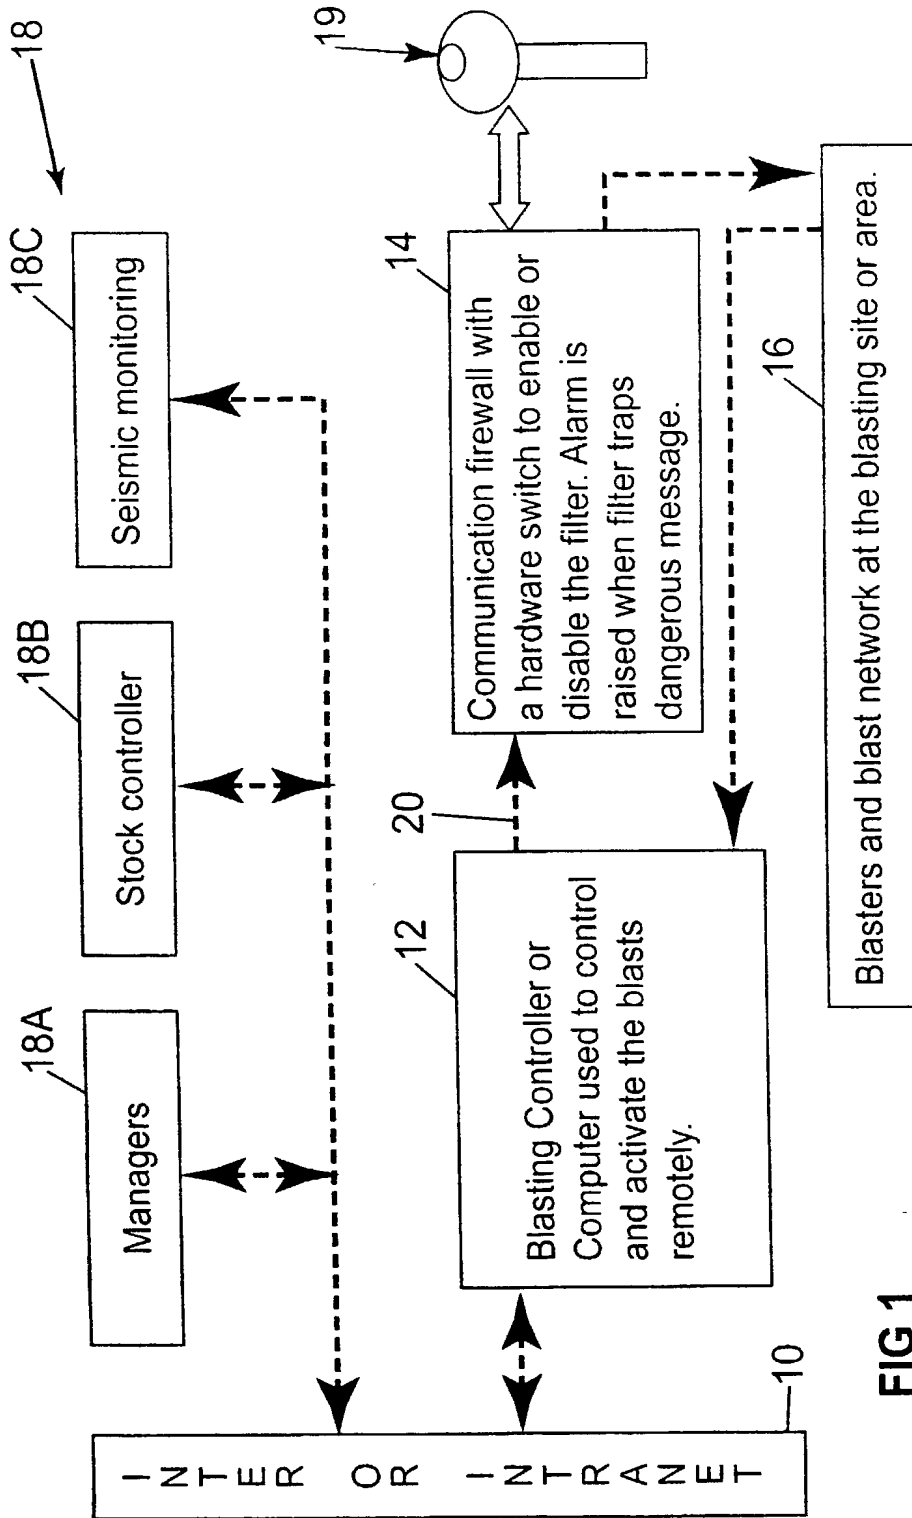 18
18A
18B
18C
Managers
Stock controller
Seismic monitoring
19
INTER OR INTRANET
10
12
Blasting Controller or
Computer used to control
and activate the blasts
remotely.
20
14
Communication firewall with
a hardware switch to enable or
disable the filter. Alarm is
raised when filter traps
dangerous message.
16
Blasters and blast network at the blasting site or area.
FIG 1